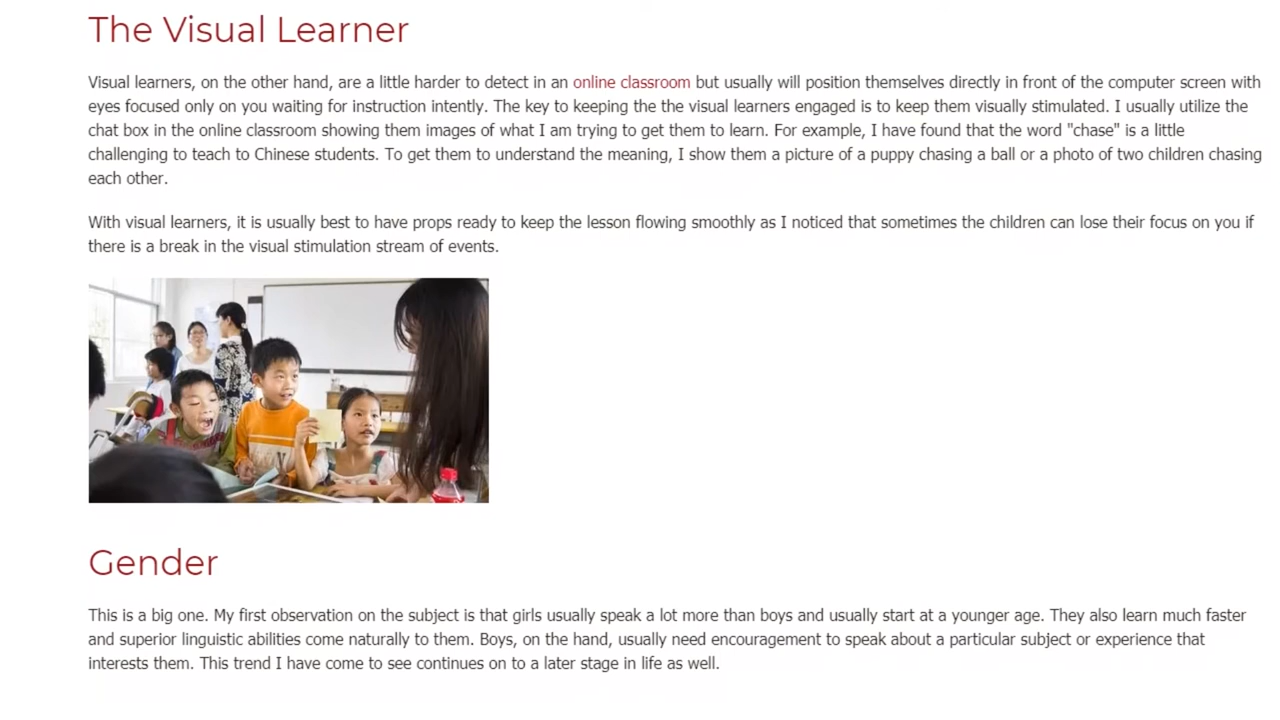 The Visual Learner
Visual learners, on the other hand, are a little harder to detect in an online classroom but usually will position themselves directly in front of the computer screen with
eyes focused only on you waiting for instruction intently. The key to keeping the the visual learners engaged is to keep them visually stimulated. I usually utilize the
chat box in the online classroom showing them images of what I am trying to get them to learn. For example, I have found that the word "chase" is a little
challenging to teach to Chinese students. To get them to understand the meaning, I show them a picture of a puppy chasing a ball or a photo of two children chasing
each other.
With visual learners, it is usually best to have props ready to keep the lesson flowing smoothly as I noticed that sometimes the children can lose their focus on you if
there is a break in the visual stimulation stream of events.
Gender
This is a big one. My first observation on the subject is that girls usually speak a lot more than boys and usually start at a younger age. They also learn much faster
and superior linguistic abilities come naturally to them. Boys, on the hand, usually need encouragement to speak about a particular subject or experience that
interests them. This trend I have come to see continues on to a later stage in life as well.